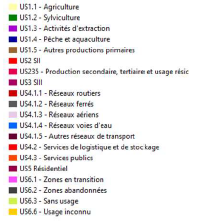 US1.1 - Agriculture
US1.2 - Sylviculture
US1.3 - Activités d'extraction
US1.4 - Pêche et aquaculture
US1.5 - Autres productions primaires
US2 SII
US235 - Production secondaire, tertiaire et usage résic
US3 SIII
US4.1.1 - Réseaux routiers
US4.1.2 - Réseaux ferrés
US4.1.3 - Réseaux aériens
US4.1.4 - Réseaux voies d'eau
US4.1.5 - Autres réseaux de transport
US4.2 - Services de logistique et de stockage
US4.3 - Services publics
US5 Résidentiel
US6.1 - Zones en transition
US6.2 - Zones abandonnées
US6.3 - Sans usage
US6.6 - Usage inconnu